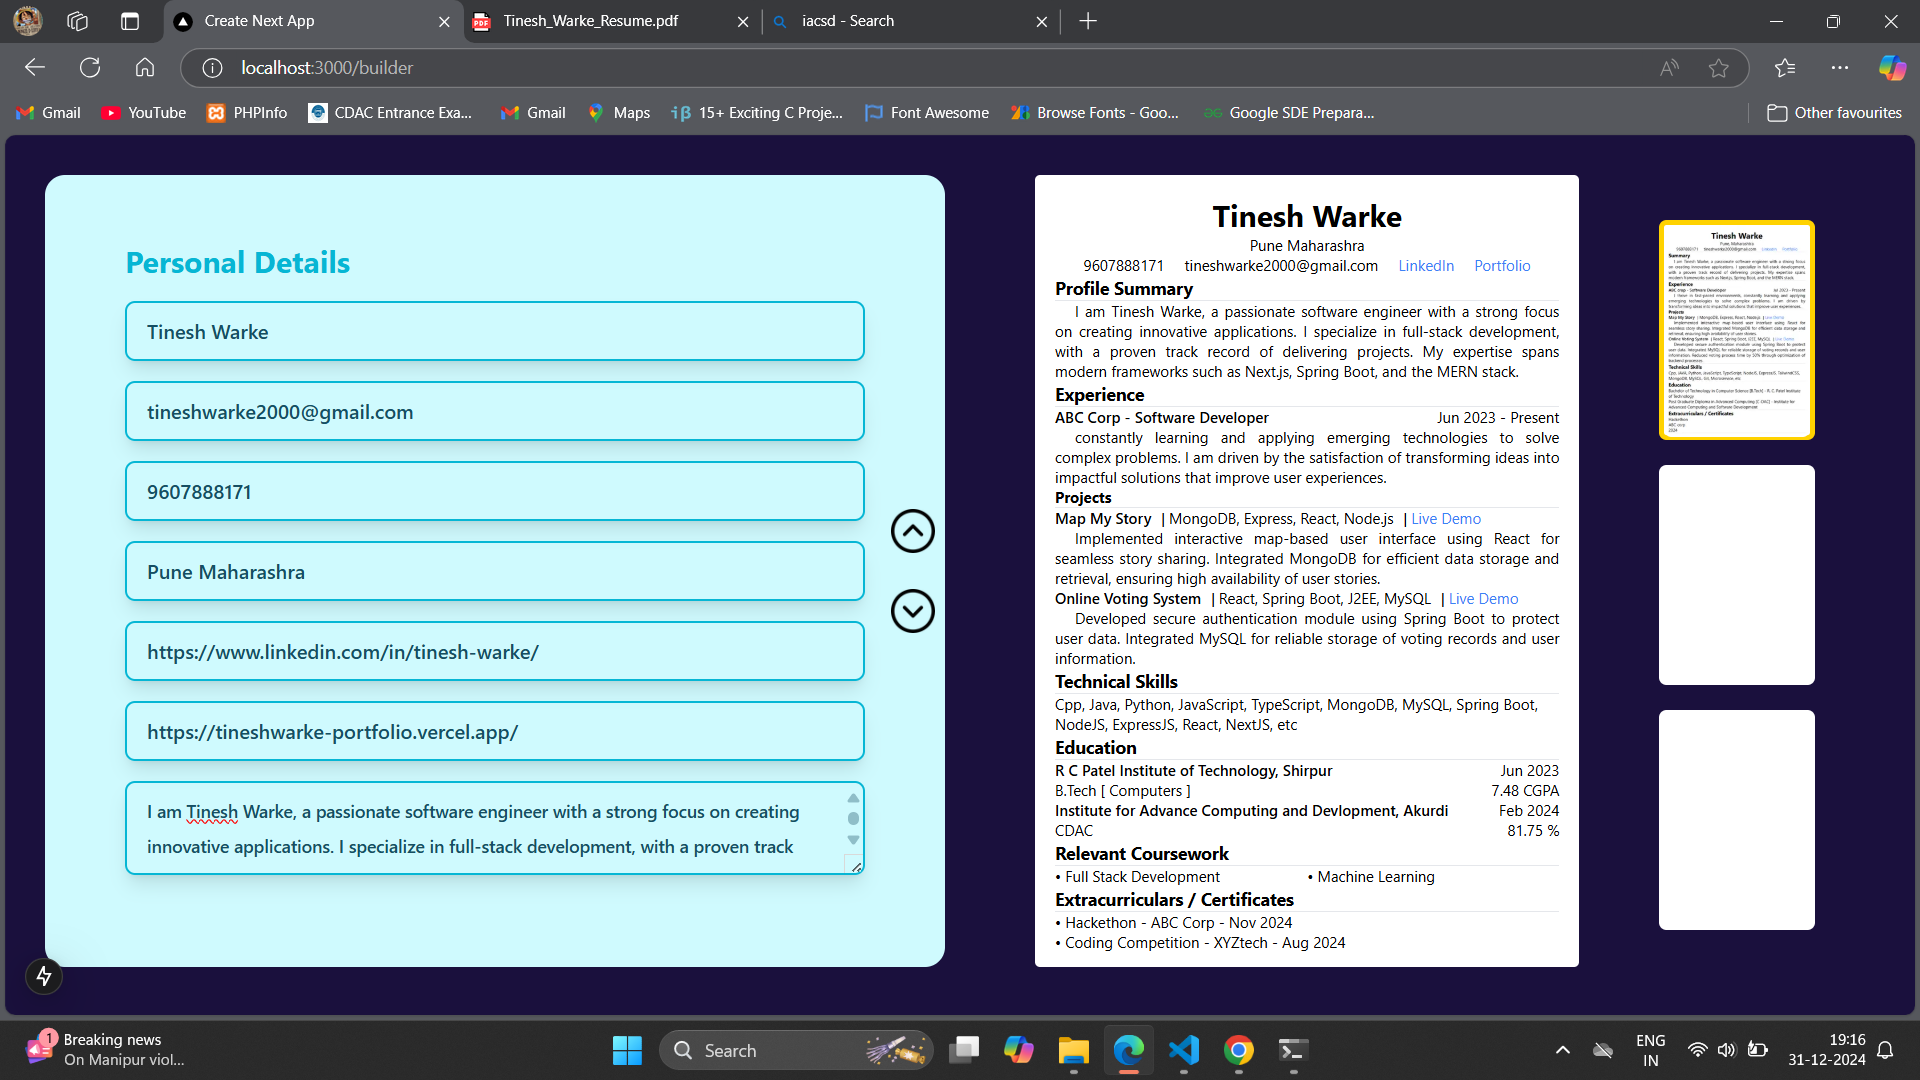 Create Next App
Tinesh_Warke_Resume.pdf
iacsd - Search
localhost:3000/builder
Gmail
YouTube
PHPInfo
CDAC Entrance Exa...
Gmail
Maps
15+ Exciting C Proje...
Font Awesome
Browse Fonts - Goo...
Google SDE Prepara...
Other favourites
Personal Details
Tinesh Warke
tineshwarke2000@gmail.com
9607888171
Pune Maharashra
https://www.linkedin.com/in/tinesh-warke/
https://tineshwarke-portfolio.vercel.app/
I am Tinesh Warke, a passionate software engineer with a strong focus on creating
innovative applications. I specialize in full-stack development, with a proven track
Tinesh Warke
Pune Maharashra
9607888171 tineshwarke2000@gmail.com LinkedIn Portfolio
Profile Summary
I am Tinesh Warke, a passionate software engineer with a strong focus
on creating innovative applications. I specialize in full-stack development,
with a proven track record of delivering projects. My expertise spans
modern frameworks such as Next.js, Spring Boot, and the MERN stack.
Experience
ABC Corp - Software Developer Jun 2023 - Present
constantly learning and applying emerging technologies to solve
complex problems. I am driven by the satisfaction of transforming ideas into
impactful solutions that improve user experiences.
Projects
Map My Story | MongoDB, Express, React, Node.js | Live Demo
Implemented interactive map-based user interface using React for
seamless story sharing. Integrated MongoDB for efficient data storage and
retrieval, ensuring high availability of user stories.
Online Voting System | React, Spring Boot, J2EE, MySQL | Live Demo
Developed secure authentication module using Spring Boot to protect
user data. Integrated MySQL for reliable storage of voting records and user
information.
Technical Skills
Cpp, Java, Python, JavaScript, TypeScript, MongoDB, MySQL, Spring Boot,
NodeJS, ExpressJS, React, NextJS, etc
Education
R C Patel Institute of Technology, Shirpur Jun 2023
B.Tech [ Computers ] 7.48 CGPA
Institute for Advance Computing and Devlopment, Akurdi Feb 2024
CDAC 81.75 %
Relevant Coursework
• Full Stack Development • Machine Learning
Extracurriculars / Certificates
• Hackethon - ABC Corp - Nov 2024
• Coding Competition - XYZtech - Aug 2024
Tinesh Warke
Summary
Experience
Projects
Technical Skills
Education
Extracurriculars / Certificates
1
Breaking news
On Manipur viol...
Search
ENG
IN
19:16
31-12-2024